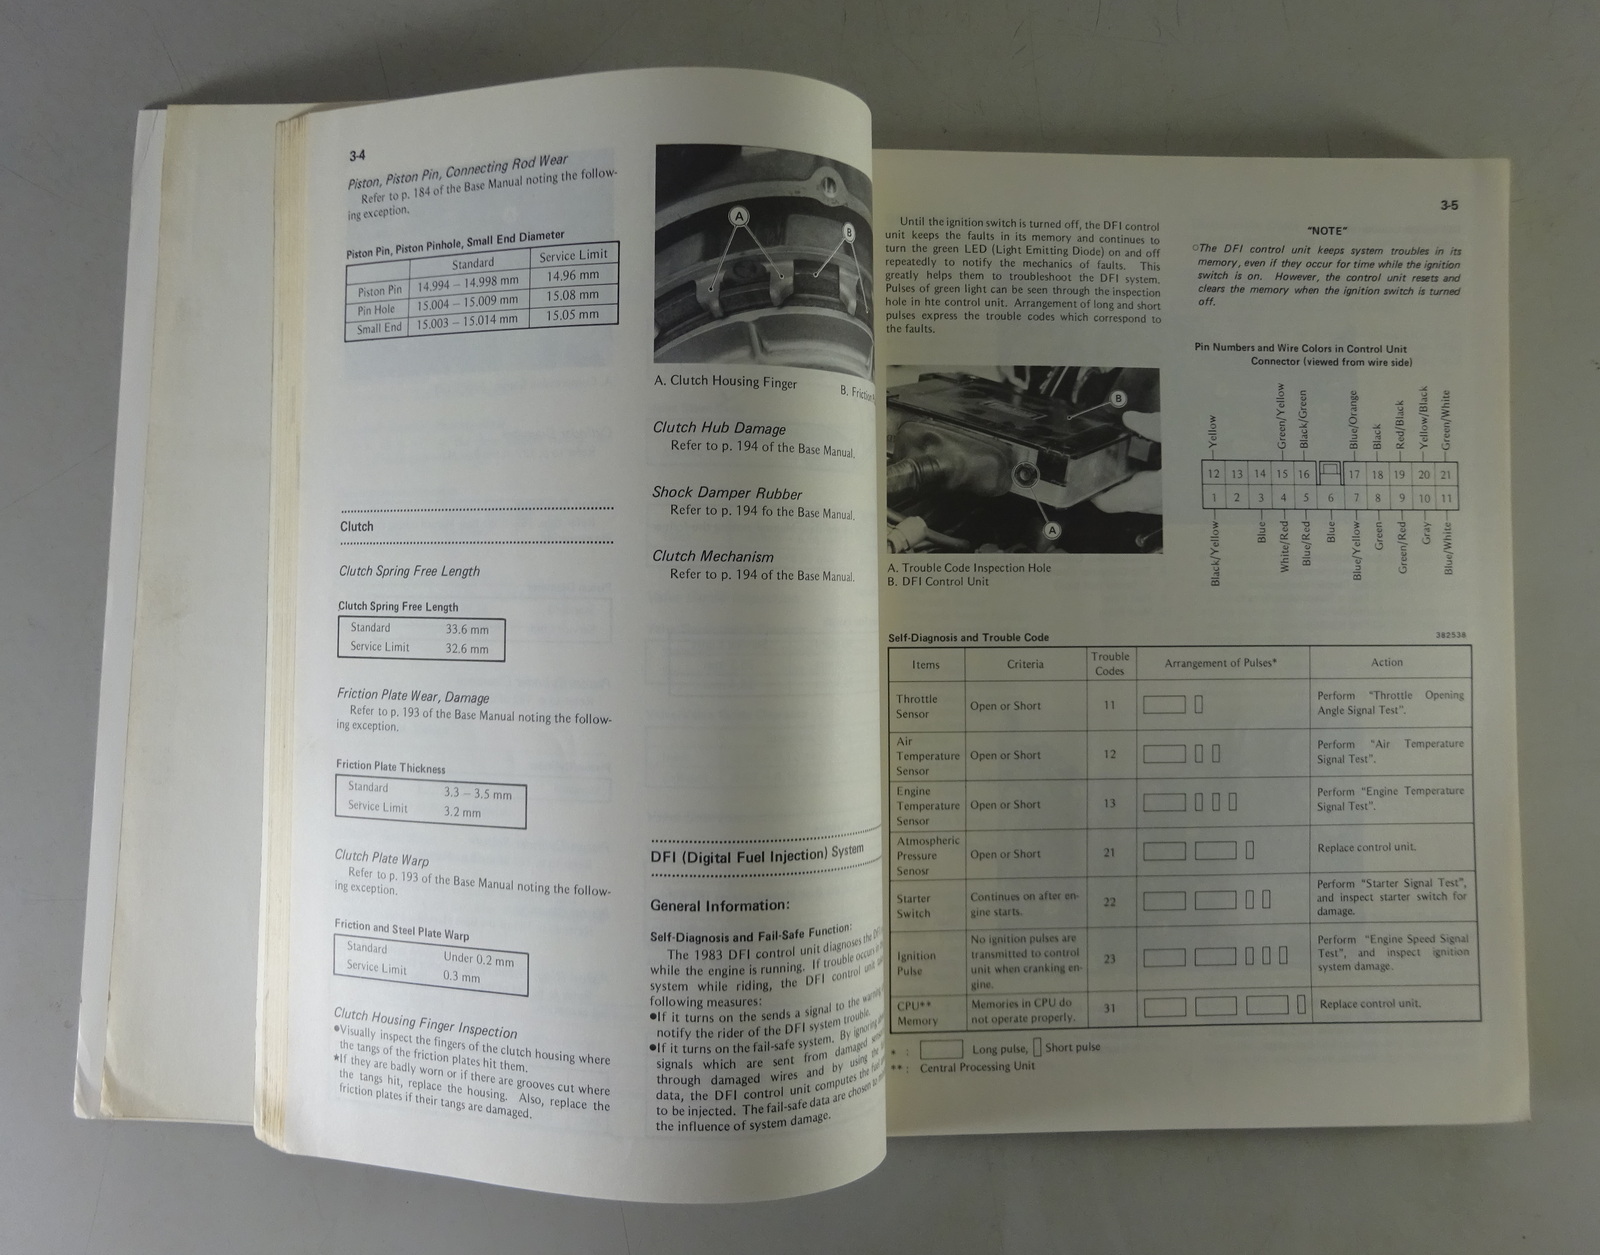 3-4
Piston, Piston Pin, Connecting Rod Wear
Refer to p. 184 of the Base Manual noting the follow-
ing exception.
Piston Pin, Piston Pinhole, Small End Diameter
Standard Service Limit
Piston Pin 14.994 – 14.998 mm 14.96 mm
Pin Hole 15.004 – 15.009 mm 15.08 mm
Small End 15.003 – 15.014 mm 15.05 mm
Clutch
Clutch Spring Free Length
Clutch Spring Free Length
Standard 33.6 mm
Service Limit 32.6 mm
Friction Plate Wear, Damage
Refer to p. 193 of the Base Manual noting the follow-
ing exception.
Friction Plate Thickness
Standard 3.3 – 3.5 mm
Service Limit 3.2 mm
Clutch Plate Warp
Refer to p. 193 of the Base Manual noting the follow-
ing exception.
Friction and Steel Plate Warp
Standard Under 0.2 mm
Service Limit 0.3 mm
Clutch Housing Finger Inspection
●Visually inspect the fingers of the clutch housing where
the tangs of the friction plates hit them.
★If they are badly worn or if there are grooves cut where
the tangs hit, replace the housing. Also, replace the
friction plates if their tangs are damaged.
A B
A. Clutch Housing Finger B. Friction
Clutch Hub Damage
Refer to p. 194 of the Base Manual.
Shock Damper Rubber
Refer to p. 194 fo the Base Manual.
Clutch Mechanism
Refer to p. 194 of the Base Manual.
DFI (Digital Fuel Injection) System
General Information:
Self-Diagnosis and Fail-Safe Function:
The 1983 DFI control unit diagnoses the
while the engine is running. If trouble occurs
system while riding, the DFI control unit
following measures:
●If it turns on the sends a signal to the warning
notify the rider of the DFI system trouble.
●If it turns on the fail-safe system. By ignoring
signals which are sent from damaged
through damaged wires and by using the
data, the DFI control unit computes the
to be injected. The fail-safe data are chosen to
the influence of system damage.
3-5
Until the ignition switch is turned off, the DFI control
unit keeps the faults in its memory and continues to
turn the green LED (Light Emitting Diode) on and off
repeatedly to notify the mechanics of faults. This
greatly helps them to troubleshoot the DFI system.
Pulses of green light can be seen through the inspection
hole in hte control unit. Arrangement of long and short
pulses express the trouble codes which correspond to
the faults.
B
A
A. Trouble Code Inspection Hole
B. DFI Control Unit
"NOTE"
○The DFI control unit keeps system troubles in its
memory, even if they occur for time while the ignition
switch is on. However, the control unit resets and
clears the memory when the ignition switch is turned
off.
Pin Numbers and Wire Colors in Control Unit
Connector (viewed from wire side)
Yellow Green/Yellow Black/Green Blue/Orange Black Red/Black Yellow/Black Green/White
12 13 14 15 16 17 18 19 20 21
1 2 3 4 5 6 7 8 9 10 11
Black/Yellow Blue White/Red Blue/Red Blue Blue/Yellow Green Green/Red Gray Blue/White
Self-Diagnosis and Trouble Code 382538
Items Criteria Trouble Codes Arrangement of Pulses* Action
Throttle Sensor Open or Short 11 Perform "Throttle Opening Angle Signal Test".
Air Temperature Sensor Open or Short 12 Perform "Air Temperature Signal Test".
Engine Temperature Sensor Open or Short 13 Perform "Engine Temperature Signal Test".
Atmospheric Pressure Senosr Open or Short 21 Replace control unit.
Starter Switch Continues on after en- gine starts. 22 Perform "Starter Signal Test", and inspect starter switch for damage.
Ignition Pulse No ignition pulses are transmitted to control unit when cranking en- gine. 23 Perform "Engine Speed Signal Test", and inspect ignition system damage.
CPU** Memory Memories in CPU do not operate properly. 31 Replace control unit.
* : Long pulse, Short pulse
** : Central Processing Unit